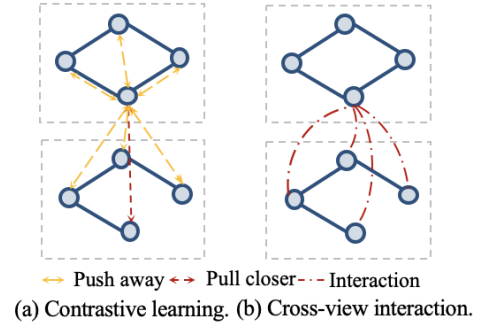 Push away Pull closer Interaction
(a) Contrastive learning. (b) Cross-view interaction.